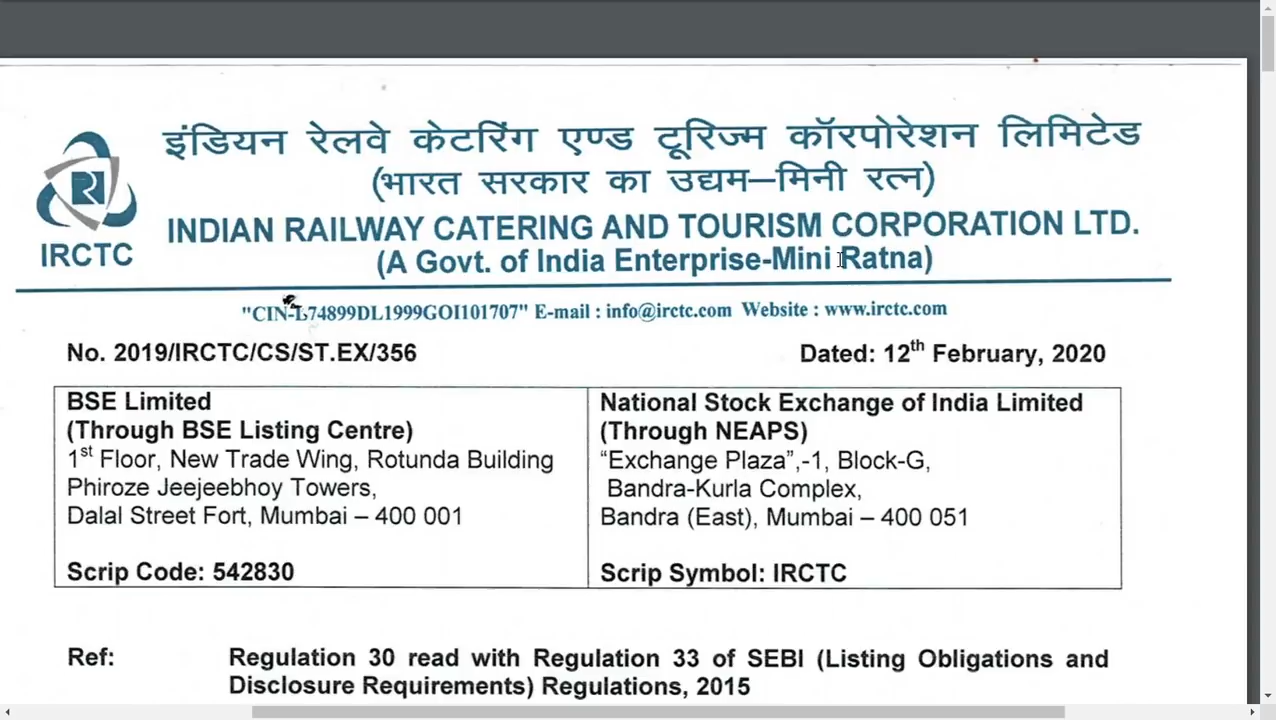 इंडियन रेलवे केटरिंग एण्ड टूरिज्म कॉरपोरेशन लिमिटेड
(भारत सरकार का उद्यम–मिनी रत्न)
INDIAN RAILWAY CATERING AND TOURISM CORPORATION LTD.
(A Govt. of India Enterprise-Mini Ratna)
IRCTC
"CIN-L74899DL1999GOI101707" E-mail : info@irctc.com Website : www.irctc.com
No. 2019/IRCTC/CS/ST.EX/356
Dated: 12th February, 2020
BSE Limited
(Through BSE Listing Centre)
1st Floor, New Trade Wing, Rotunda Building
Phiroze Jeejeebhoy Towers,
Dalal Street Fort, Mumbai – 400 001
Scrip Code: 542830
National Stock Exchange of India Limited
(Through NEAPS)
“Exchange Plaza”,-1, Block-G,
Bandra-Kurla Complex,
Bandra (East), Mumbai – 400 051
Scrip Symbol: IRCTC
Ref: Regulation 30 read with Regulation 33 of SEBI (Listing Obligations and
Disclosure Requirements) Regulations, 2015